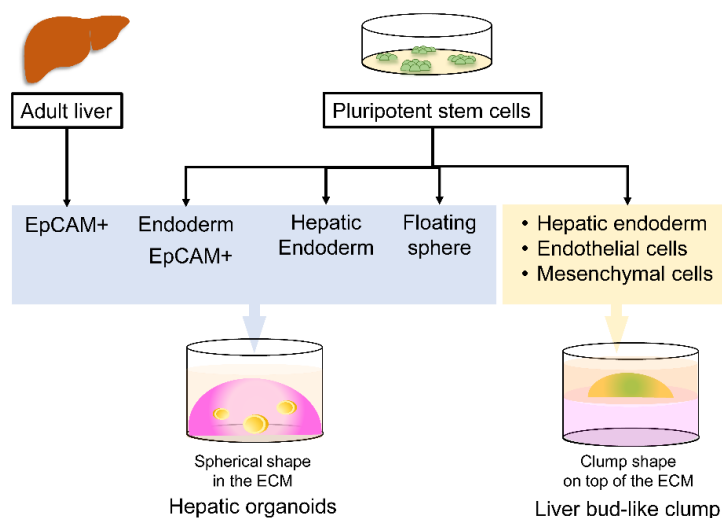 Adult liver
Pluripotent stem cells
EpCAM+
Endoderm
EpCAM+
Hepatic
Endoderm
Floating
sphere
• Hepatic endoderm
• Endothelial cells
• Mesenchymal cells
Spherical shape
in the ECM
Hepatic organoids
Clump shape
on top of the ECM
Liver bud-like clump